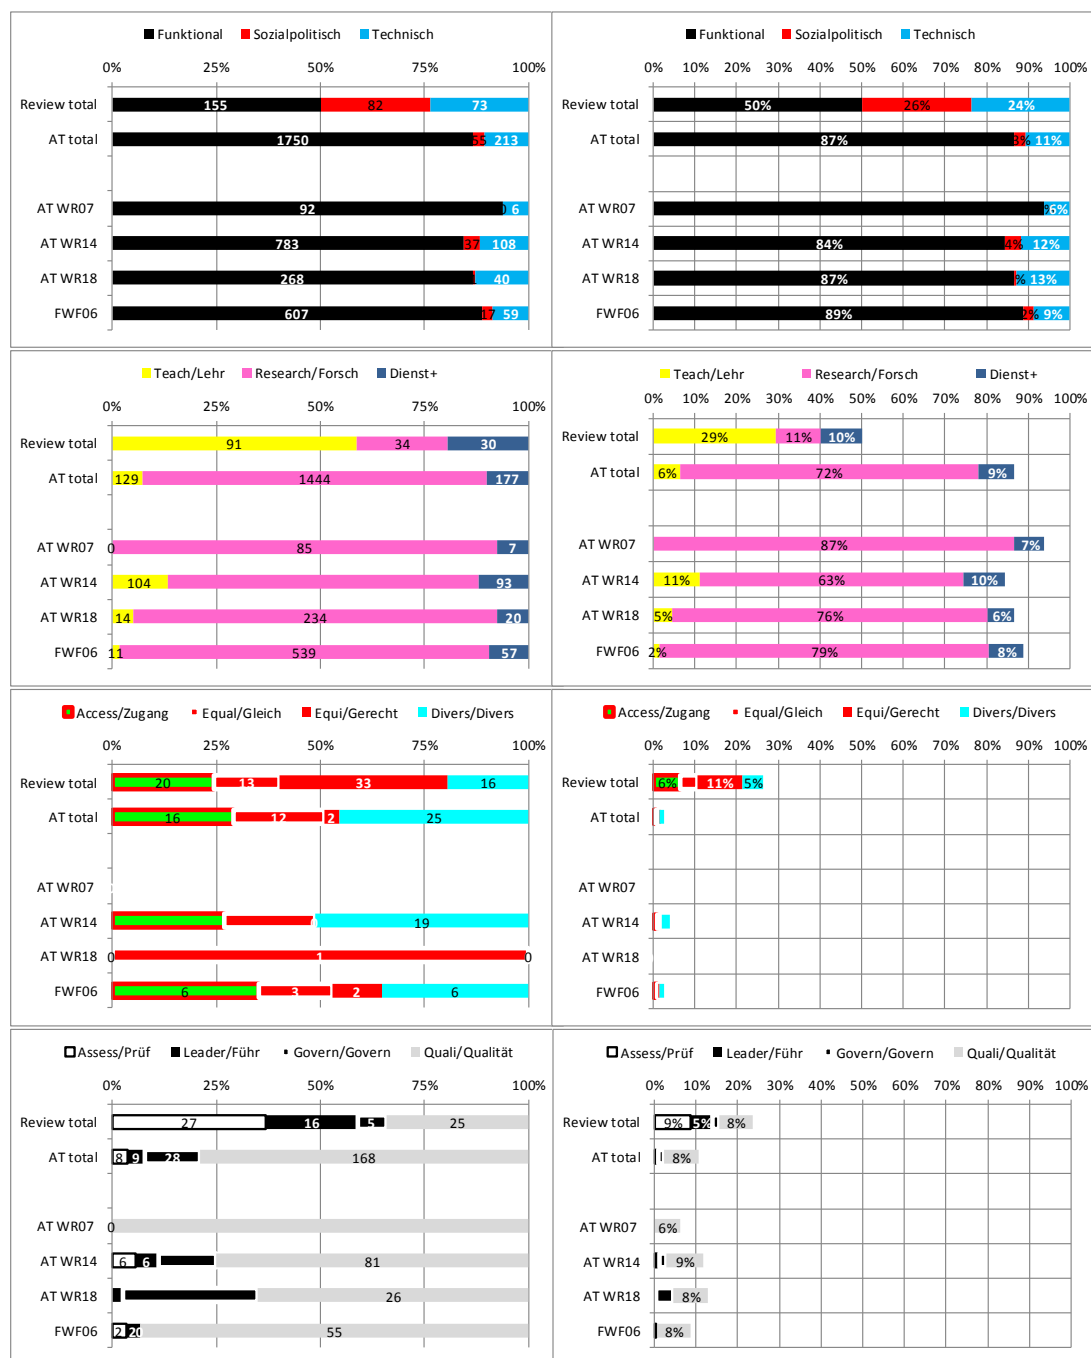 Funktional Sozialpolitisch Technisch
0% 25% 50% 75% 100%
Review total 155 82 73
AT total 1750 55 213
AT WR07 92 0 6
AT WR14 783 37 108
AT WR18 268 40
FWF06 607 17 59
Funktional Sozialpolitisch Technisch
0% 10% 20% 30% 40% 50% 60% 70% 80% 90% 100%
Review total 50% 26% 24%
AT total 87% 3% 11%
AT WR07 6%
AT WR14 84% 4% 12%
AT WR18 87% 13%
FWF06 89% 2% 9%
Teach/Lehr Research/Forsch Dienst+
0% 25% 50% 75% 100%
Review total 91 34 30
AT total 129 1444 177
AT WR07 0 85 7
AT WR14 104 93
AT WR18 14 234 20
FWF06 11 539 57
Teach/Lehr Research/Forsch Dienst+
0% 10% 20% 30% 40% 50% 60% 70% 80% 90% 100%
Review total 29% 11% 10%
AT total 6% 72% 9%
AT WR07 87% 7%
AT WR14 11% 63% 10%
AT WR18 5% 76% 6%
FWF06 2% 79% 8%
Access/Zugang Equal/Gleich Equi/Gerecht Divers/Divers
0% 25% 50% 75% 100%
Review total 20 13 33 16
AT total 16 12 2 25
AT WR07
AT WR14 19
AT WR18 0 1 0
FWF06 6 3 2 6
Access/Zugang Equal/Gleich Equi/Gerecht Divers/Divers
0% 10% 20% 30% 40% 50% 60% 70% 80% 90% 100%
Review total 6% 11% 5%
AT total
AT WR07
AT WR14
AT WR18
FWF06
Assess/Prüf Leader/Führ Govern/Govern Quali/Qualität
0% 25% 50% 75% 100%
Review total 27 16 5 25
AT total 8 9 28 168
AT WR07 0
AT WR14 6 6 81
AT WR18 26
FWF06 2 2 0 55
Assess/Prüf Leader/Führ Govern/Govern Quali/Qualität
0% 10% 20% 30% 40% 50% 60% 70% 80% 90% 100%
Review total 9% 5% 8%
AT total 8%
AT WR07 6%
AT WR14 9%
AT WR18 8%
FWF06 8%